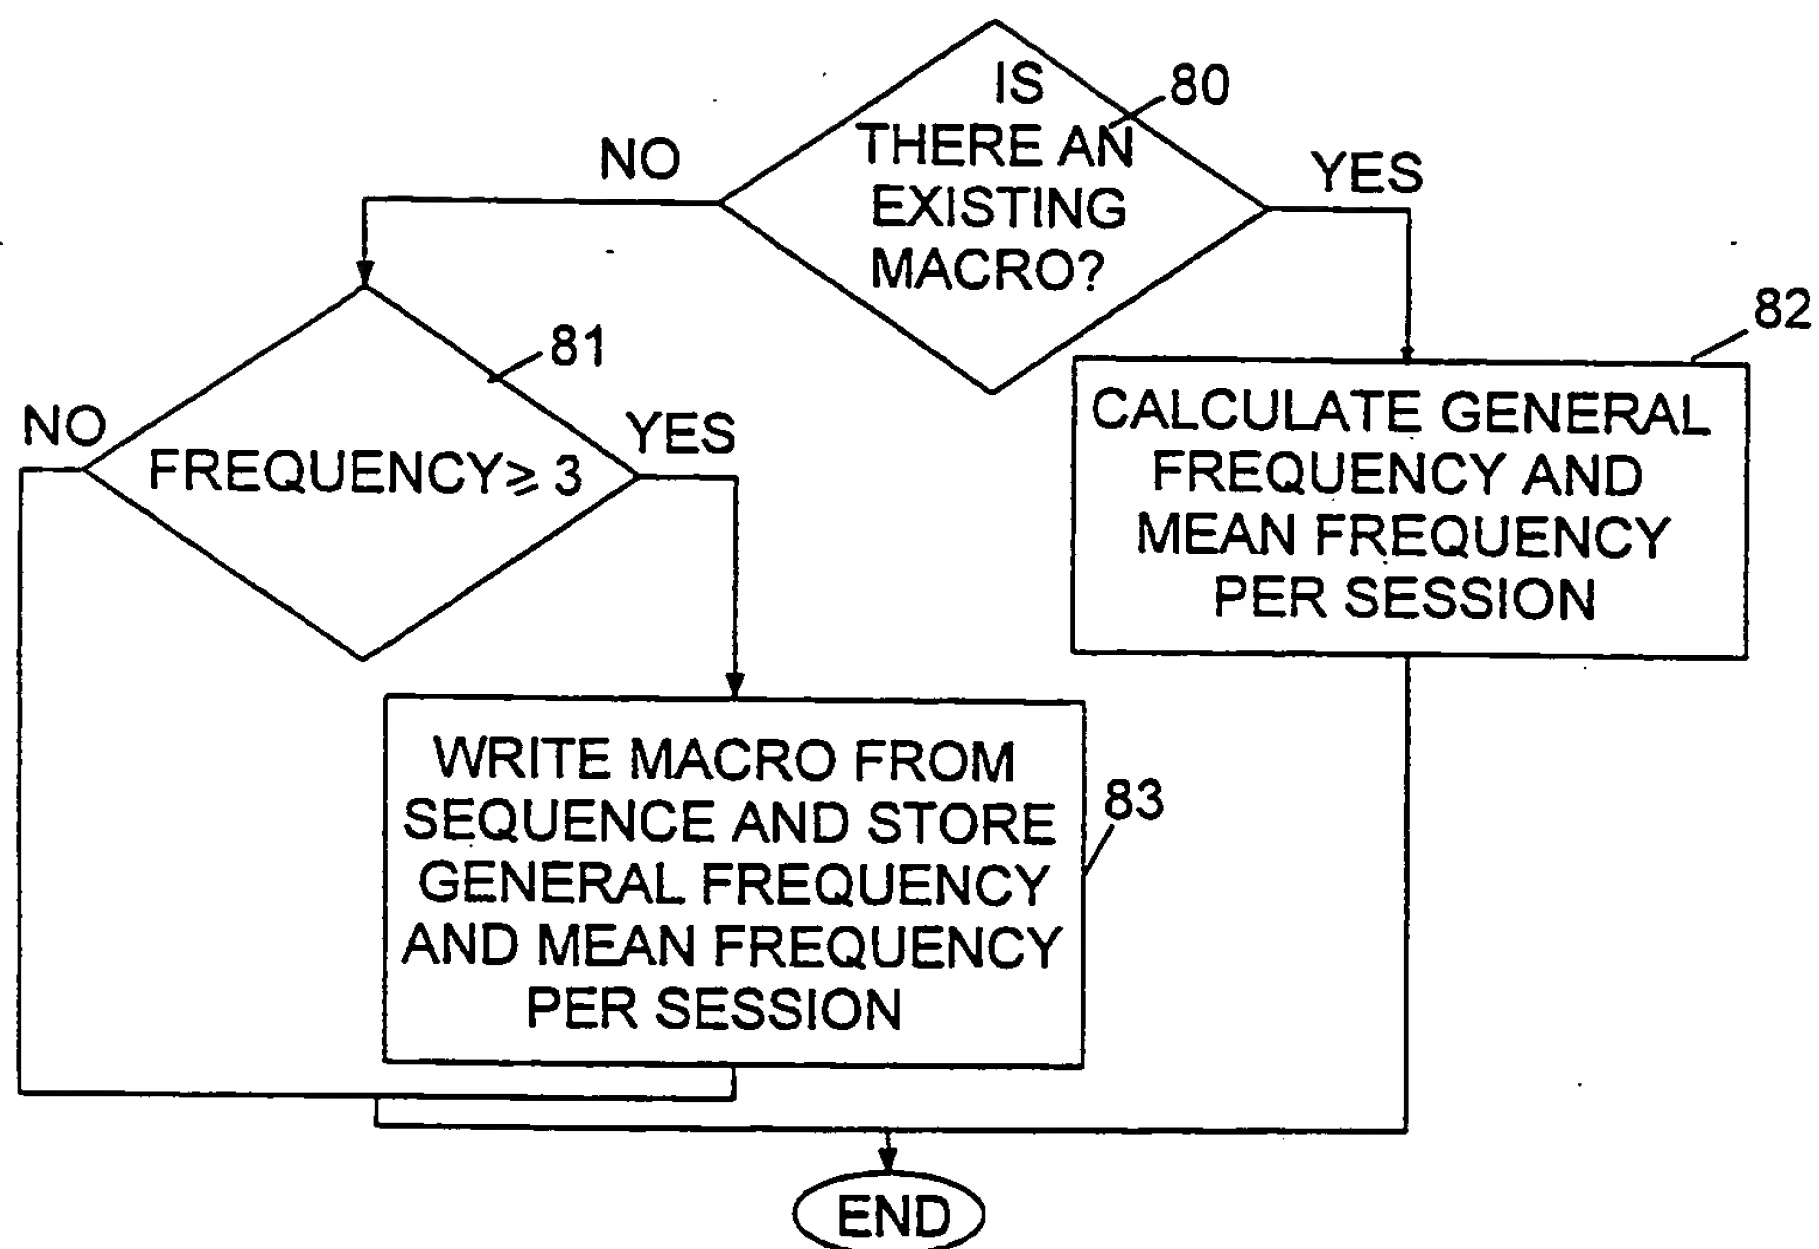 IS
THERE AN
EXISTING
MACRO?
80
NO
YES
81
82
NO
FREQUENCY ⩾ 3
YES
CALCULATE GENERAL
FREQUENCY AND
MEAN FREQUENCY
PER SESSION
WRITE MACRO FROM
SEQUENCE AND STORE
GENERAL FREQUENCY
AND MEAN FREQUENCY
PER SESSION
83
END